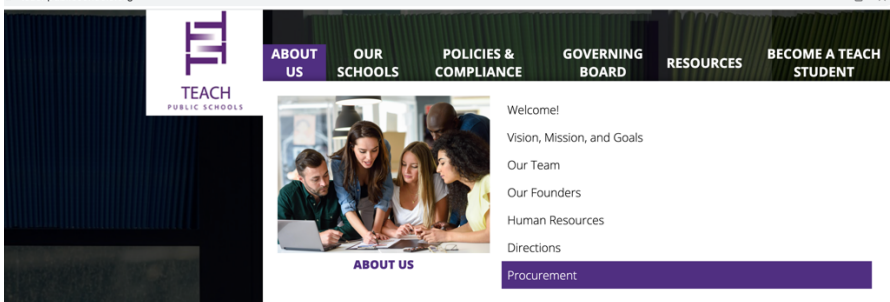 TEACH
PUBLIC SCHOOLS
ABOUT
US
OUR
SCHOOLS
POLICIES &
COMPLIANCE
GOVERNING
BOARD
RESOURCES
BECOME A TEACH
STUDENT
ABOUT US
Welcome!
Vision, Mission, and Goals
Our Team
Our Founders
Human Resources
Directions
Procurement